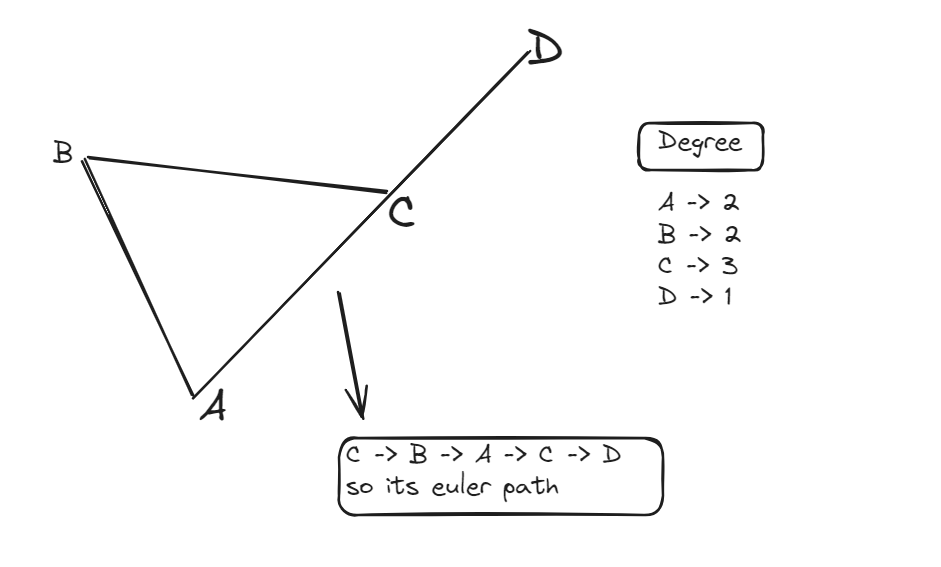 D
B
C
A
Degree
A -> 2
B -> 2
C -> 3
D -> 1
C -> B -> A -> C -> D
so its euler path